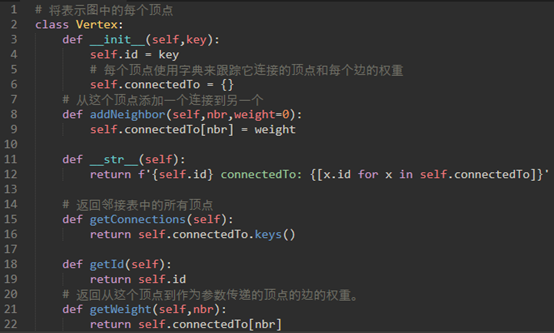 1 # 将表示图中的每个顶点
2 class Vertex:
3     def __init__(self,key):
4         self.id = key
5         # 每个顶点使用字典来跟踪它连接的顶点和每个边的权重
6         self.connectedTo = {}
7     # 从这个顶点添加一个连接到另一个
8     def addNeighbor(self,nbr,weight=0):
9         self.connectedTo[nbr] = weight
10
11     def __str__(self):
12         return f'{self.id} connectedTo: {[x.id for x in self.connectedTo]}'
13
14     # 返回邻接表中的所有顶点
15     def getConnections(self):
16         return self.connectedTo.keys()
17
18     def getId(self):
19         return self.id
20     # 返回从这个顶点到作为参数传递的顶点的边的权重。
21     def getWeight(self,nbr):
22         return self.connectedTo[nbr]